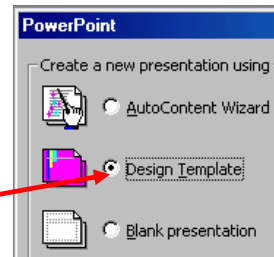 PowerPoint
Create a new presentation using
AutoContent Wizard
Design Template
Blank presentation